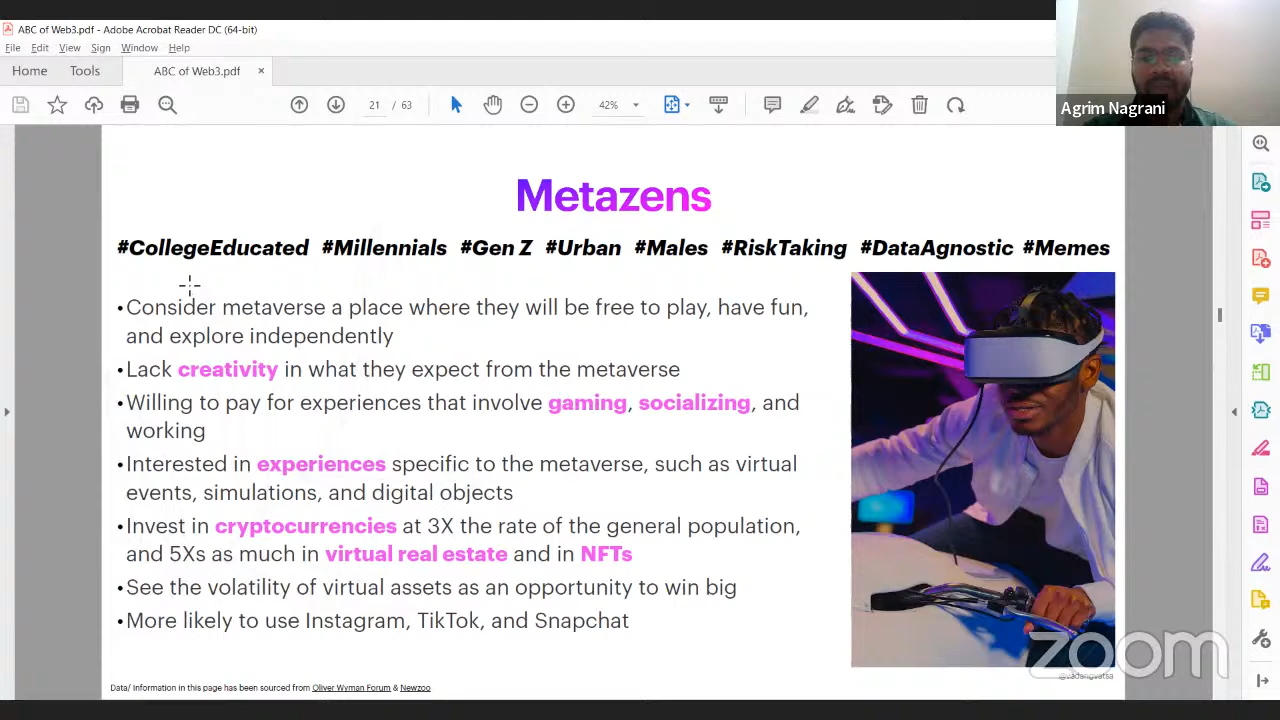 ABC of Web3.pdf - Adobe Acrobat Reader DC (64-bit)
File Edit View Sign Window Help
Home Tools ABC of Web3.pdf ×
21 / 63 42%
Agrim Nagrani
Metazens
#CollegeEducated #Millennials #Gen Z #Urban #Males #RiskTaking #DataAgnostic #Memes
•Consider metaverse a place where they will be free to play, have fun,
and explore independently
•Lack creativity in what they expect from the metaverse
•Willing to pay for experiences that involve gaming, socializing, and
working
•Interested in experiences specific to the metaverse, such as virtual
events, simulations, and digital objects
•Invest in cryptocurrencies at 3X the rate of the general population,
and 5Xs as much in virtual real estate and in NFTs
•See the volatility of virtual assets as an opportunity to win big
•More likely to use Instagram, TikTok, and Snapchat
zoom
Data/ Information in this page has been sourced from Oliver Wyman Forum & Newzoo